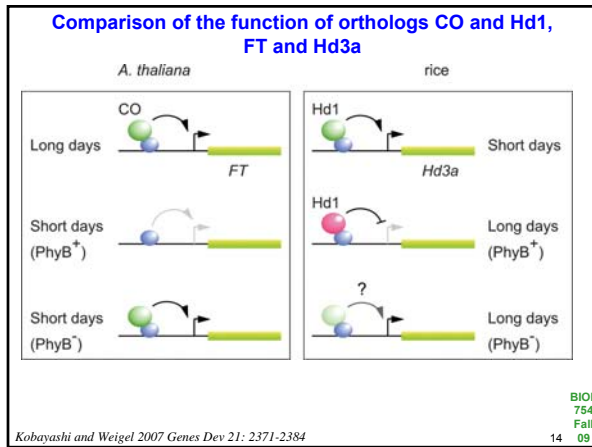 Comparison of the function of orthologs CO and Hd1,
FT and Hd3a
A. thaliana
rice
CO
Long days
FT
Hd1
Short days
Hd3a
Short days
(PhyB+)
Hd1
Long days
(PhyB+)
Short days
(PhyB-)
?
Long days
(PhyB-)
Kobayashi and Weigel 2007 Genes Dev 21: 2371-2384
14
BIOL
754
Fall
09